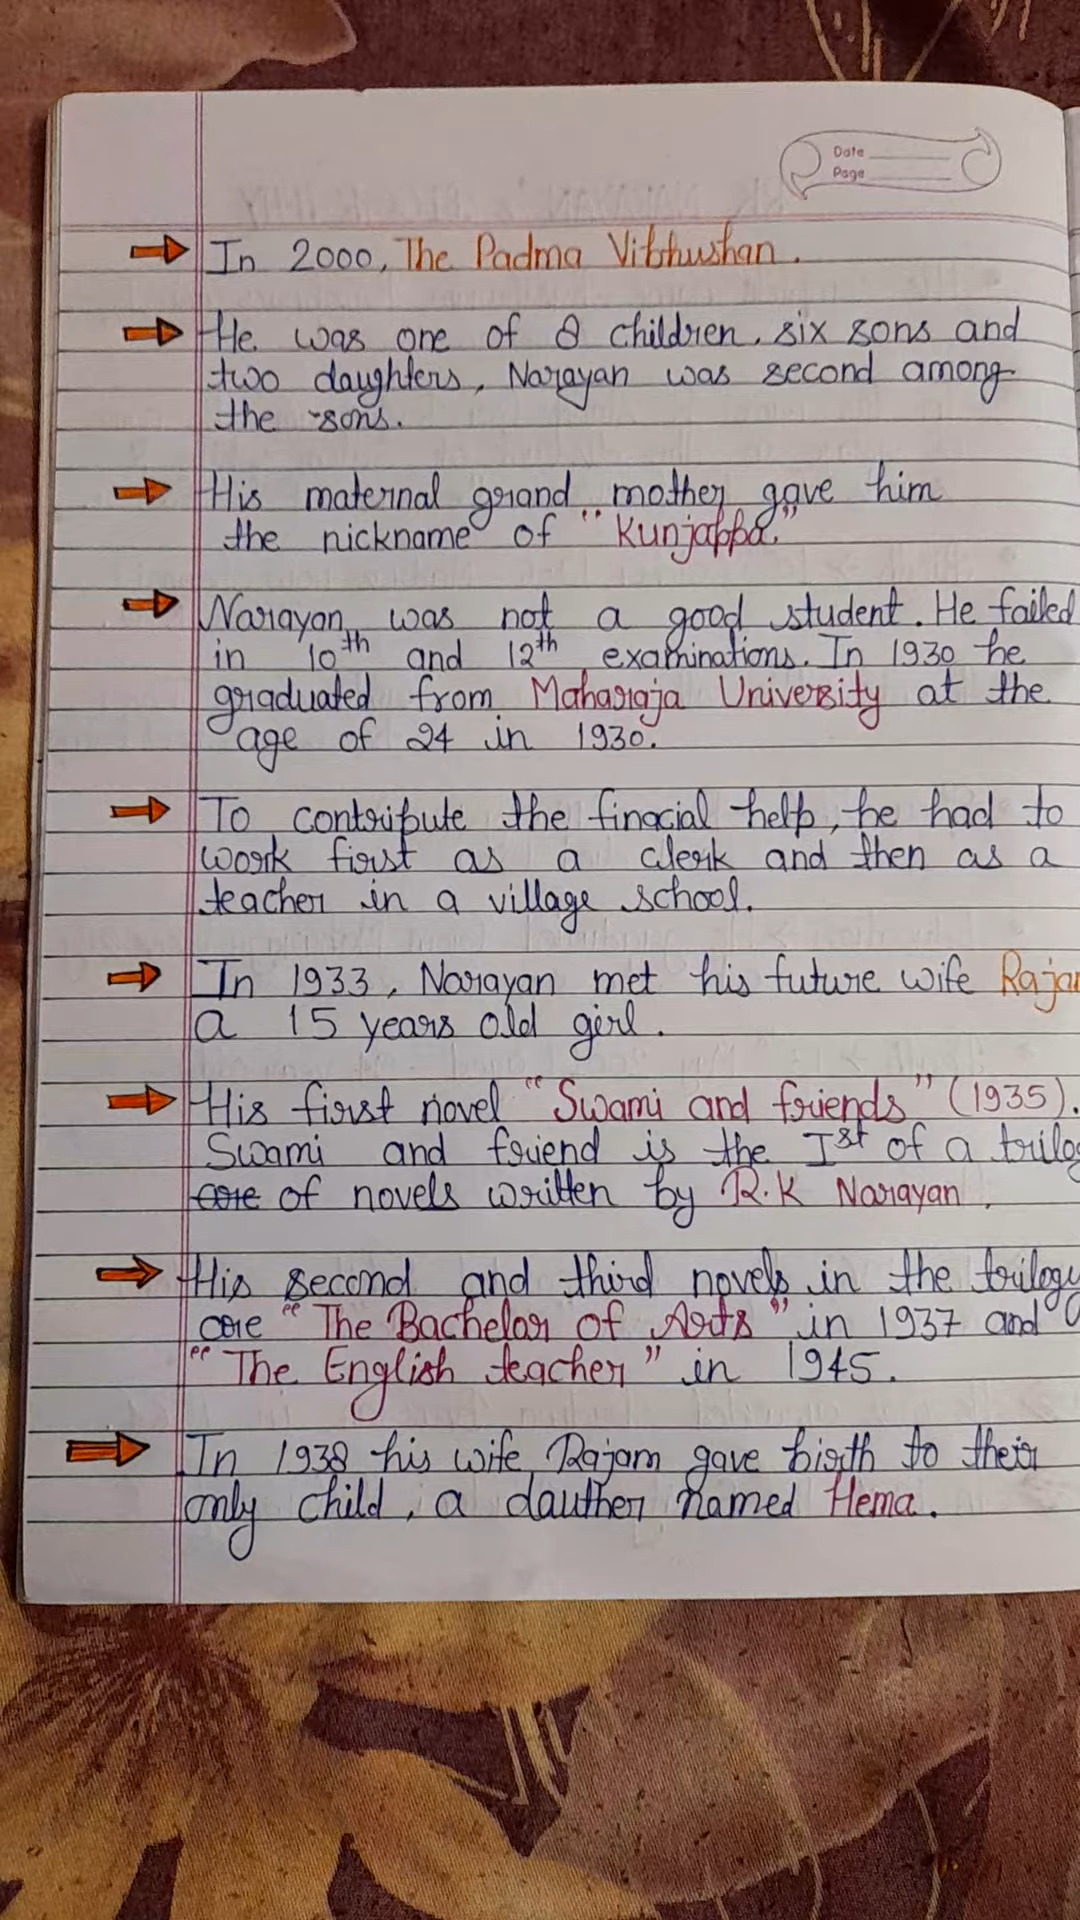 Date
Page
In 2000, The Padma Vibhushan.
He was one of 8 children, six sons and
two daughters, Narayan was second among
the sons.
His maternal grand mother gave him
the nickname of "Kunjappa."
Narayan was not a good student. He failed
in 10th and 12th examinations. In 1930 he
graduated from Maharaja University at the
age of 24 in 1930.
To contribute the finacial help, he had to
work first as a clerk and then as a
teacher in a village school.
In 1933, Narayan met his future wife
a 15 years old girl.
His first novel "Swami and friends" (1935).
Swami and friend is the Ist of a
of novels written by R.K Narayan.
His second and third novels in the trilogy
are "The Bachelor of Arts" in 1937 and
"The English teacher" in 1945.
In 1938 his wife Rajam gave birth to their
only child, a dauther named Hema.